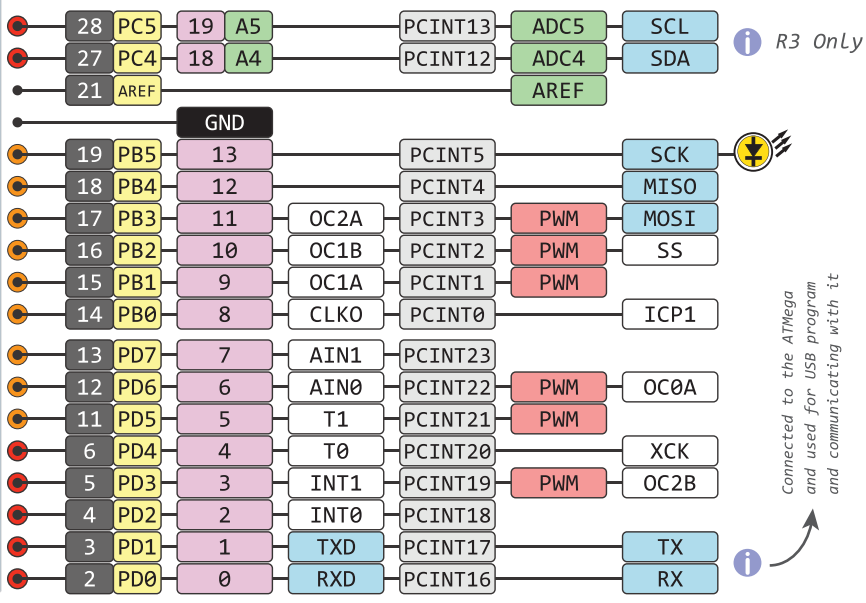 28 PC5 19 A5 PCINT13 ADC5 SCL
R3 Only
27 PC4 18 A4 PCINT12 ADC4 SDA
21 AREF AREF
GND
19 PB5 13 PCINT5 SCK
18 PB4 12 PCINT4 MISO
17 PB3 11 OC2A PCINT3 PWM MOSI
16 PB2 10 OC1B PCINT2 PWM SS
15 PB1 9 OC1A PCINT1 PWM
14 PB0 8 CLKO PCINT0 ICP1
13 PD7 7 AIN1 PCINT23
12 PD6 6 AIN0 PCINT22 PWM OC0A
11 PD5 5 T1 PCINT21 PWM
6 PD4 4 T0 PCINT20 XCK
5 PD3 3 INT1 PCINT19 PWM OC2B
4 PD2 2 INT0 PCINT18
3 PD1 1 TXD PCINT17 TX
2 PD0 0 RXD PCINT16 RX
Connected to the ATMega
and used for USB program
and communicating with it